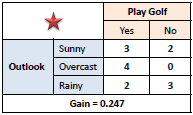 Play Golf
Yes No
Outlook Sunny 3 2
Overcast 4 0
Rainy 2 3
Gain = 0.247